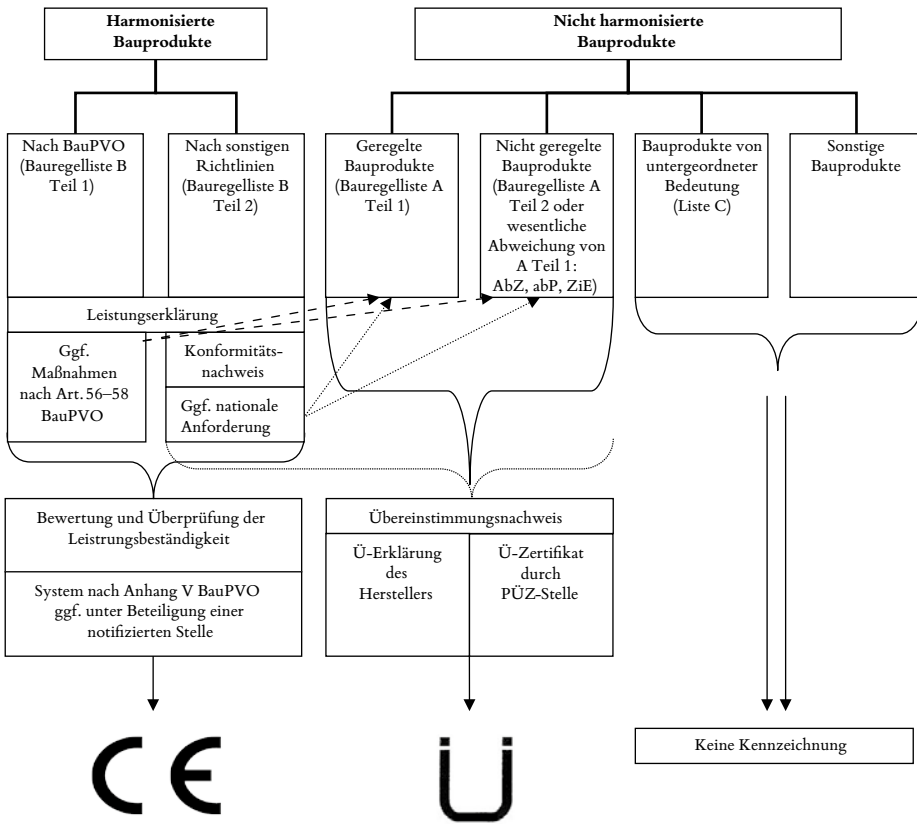 Harmonisierte
Bauprodukte
Nicht harmonisierte
Bauprodukte
Nach BauPVO
(Bauregelliste B
Teil 1)
Nach sonstigen
Richtlinien
(Bauregelliste B
Teil 2)
Geregelte
Bauprodukte
(Bauregelliste A
Teil 1)
Nicht geregelte
Bauprodukte
(Bauregelliste A
Teil 2 oder
wesentliche
Abweichung von
A Teil 1:
AbZ, abP, ZiE)
Bauprodukte von
untergeordneter
Bedeutung
(Liste C)
Sonstige
Bauprodukte
Leistungserklärung
Ggf.
Maßnahmen
nach Art. 56–58
BauPVO
Konformitäts-
nachweis
Ggf. nationale
Anforderung
Bewertung und Überprüfung der
Leistrungsbeständigkeit
System nach Anhang V BauPVO
ggf. unter Beteiligung einer
notifizierten Stelle
Übereinstimmungsnachweis
Ü-Erklärung
des
Herstellers
Ü-Zertifikat
durch
PÜZ-Stelle
CE
Ü
Keine Kennzeichnung